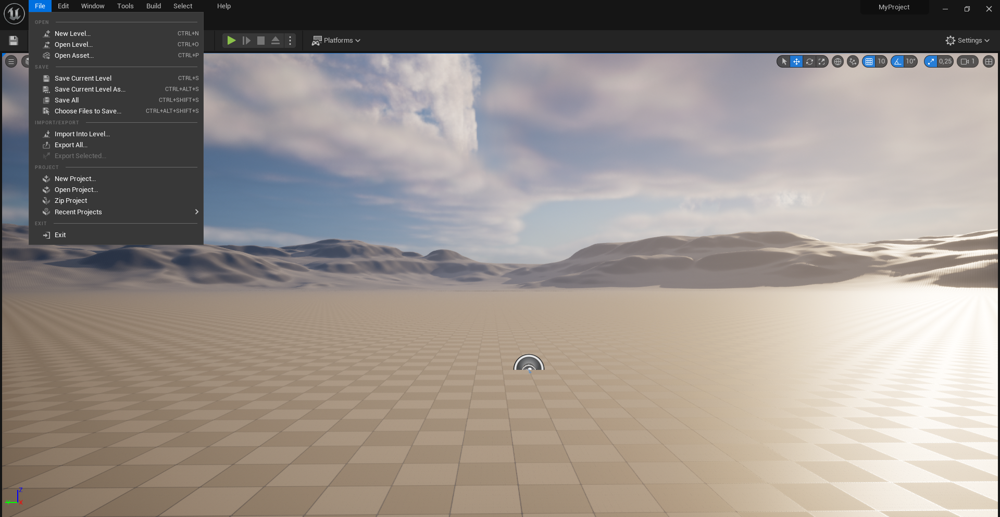 File Edit Window Tools Build Select Help
MyProject
Platforms
Settings
OPEN
New Level... CTRL+N
Open Level... CTRL+O
Open Asset... CTRL+P
SAVE
Save Current Level CTRL+S
Save Current Level As... CTRL+ALT+S
Save All CTRL+SHIFT+S
Choose Files to Save... CTRL+ALT+SHIFT+S
IMPORT/EXPORT
Import Into Level...
Export All...
Export Selected...
PROJECT
New Project...
Open Project...
Zip Project
Recent Projects
EXIT
Exit
10 10° 0,25 1
Z
Y X